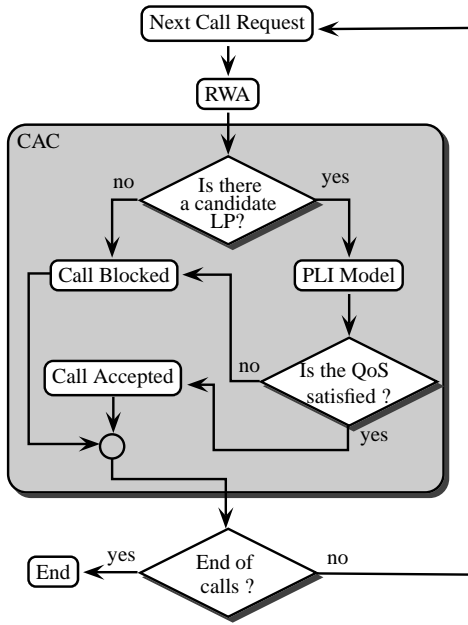 Next Call Request
RWA
CAC
no
yes
Is there
a candidate
LP?
Call Blocked
PLI Model
no
Is the QoS
satisfied ?
Call Accepted
yes
yes
End of
calls ?
no
End